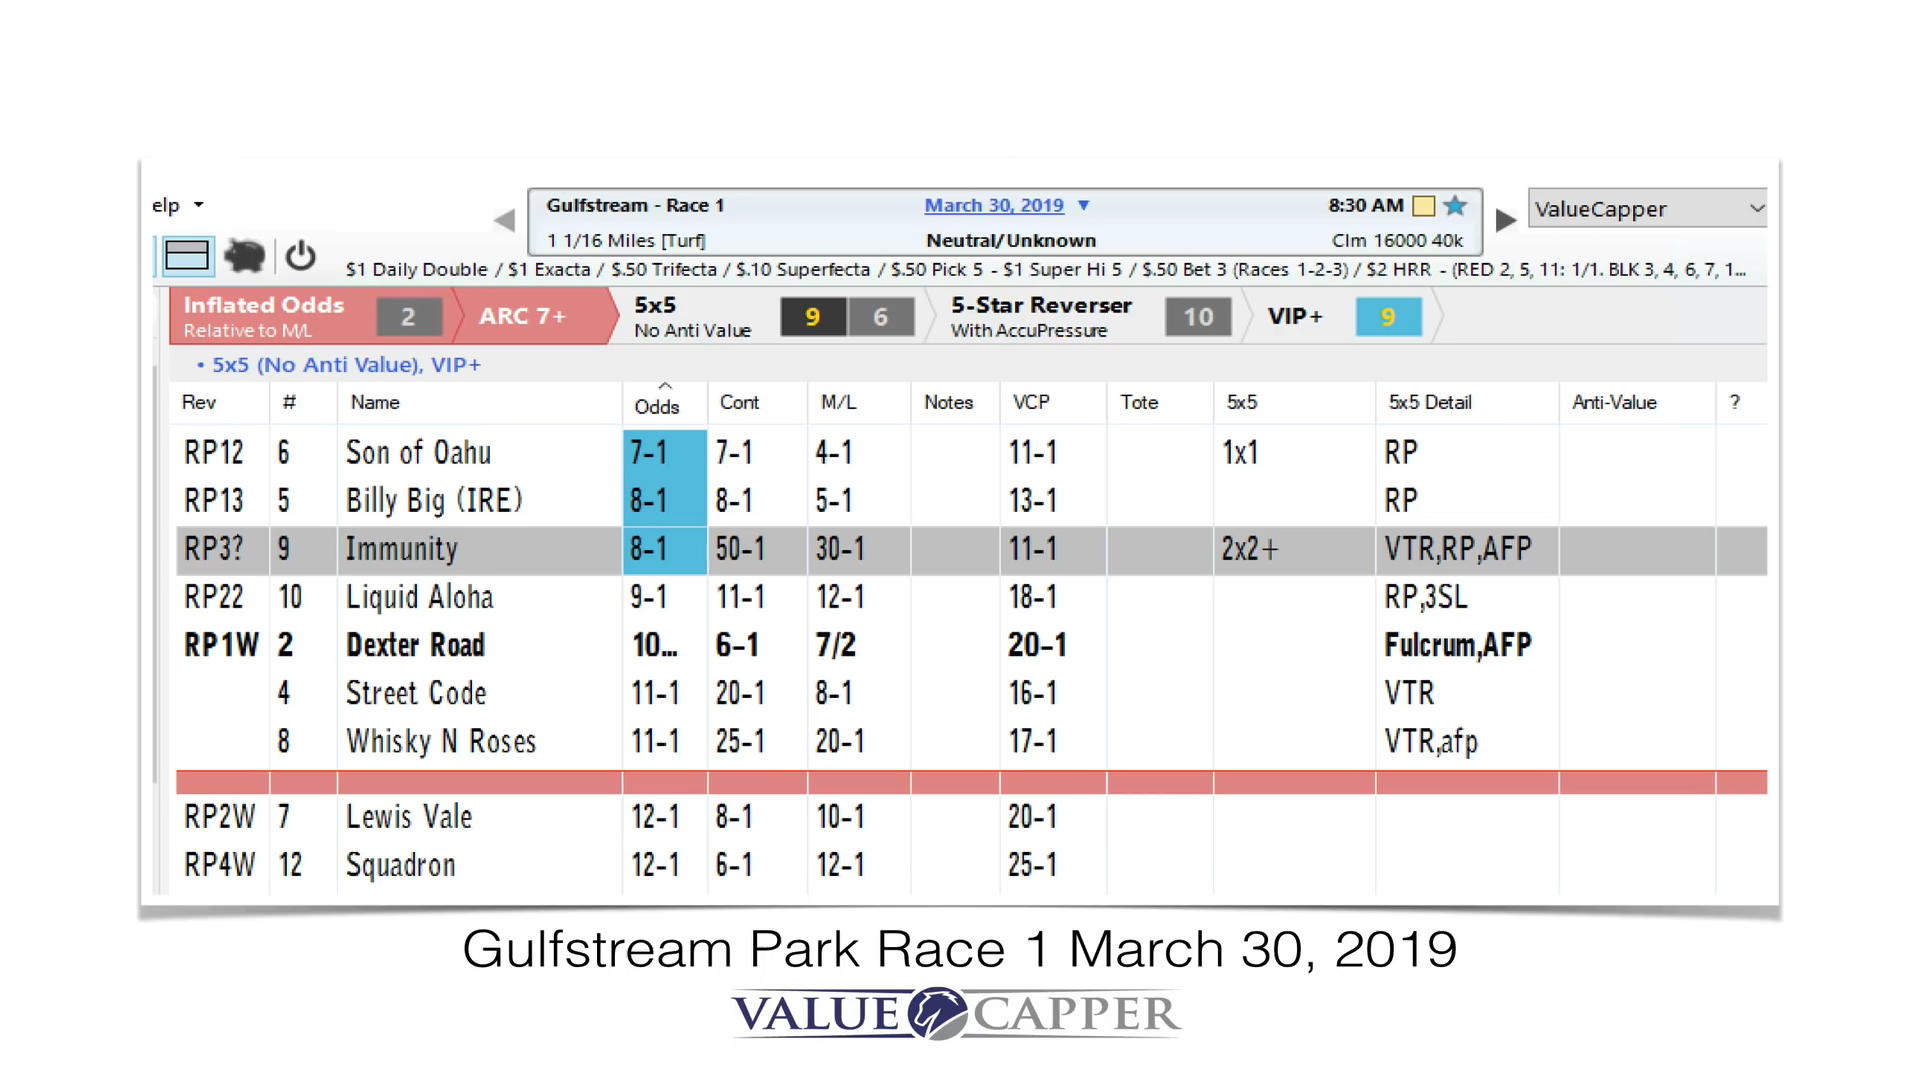 elp
Gulfstream - Race 1 March 30, 2019 8:30 AM
ValueCapper
1 1/16 Miles [Turf] Neutral/Unknown Clm 16000 40k
$1 Daily Double / $1 Exacta / $.50 Trifecta / $.10 Superfecta / $.50 Pick 5 - $1 Super Hi 5 / $.50 Bet 3 (Races 1-2-3) / $2 HRR - (RED 2, 5, 11: 1/1. BLK 3, 4, 6, 7, 1...
Inflated Odds 2 ARC 7+ 5x5 9 6 5-Star Reverser 10 VIP+ 9
Relative to M/L No Anti Value With AccuPressure
• 5x5 (No Anti Value), VIP+
Rev # Name Odds Cont M/L Notes VCP Tote 5x5 5x5 Detail Anti-Value ?
RP12 6 Son of Oahu 7-1 7-1 4-1 11-1 1x1 RP
RP13 5 Billy Big (IRE) 8-1 8-1 5-1 13-1 RP
RP3? 9 Immunity 8-1 50-1 30-1 11-1 2x2+ VTR,RP,AFP
RP22 10 Liquid Aloha 9-1 11-1 12-1 18-1 RP,3SL
RP1W 2 Dexter Road 10... 6-1 7/2 20-1 Fulcrum,AFP
4 Street Code 11-1 20-1 8-1 16-1 VTR
8 Whisky N Roses 11-1 25-1 20-1 17-1 VTR,afp
RP2W 7 Lewis Vale 12-1 8-1 10-1 20-1
RP4W 12 Squadron 12-1 6-1 12-1 25-1
Gulfstream Park Race 1 March 30, 2019
VALUE CAPPER